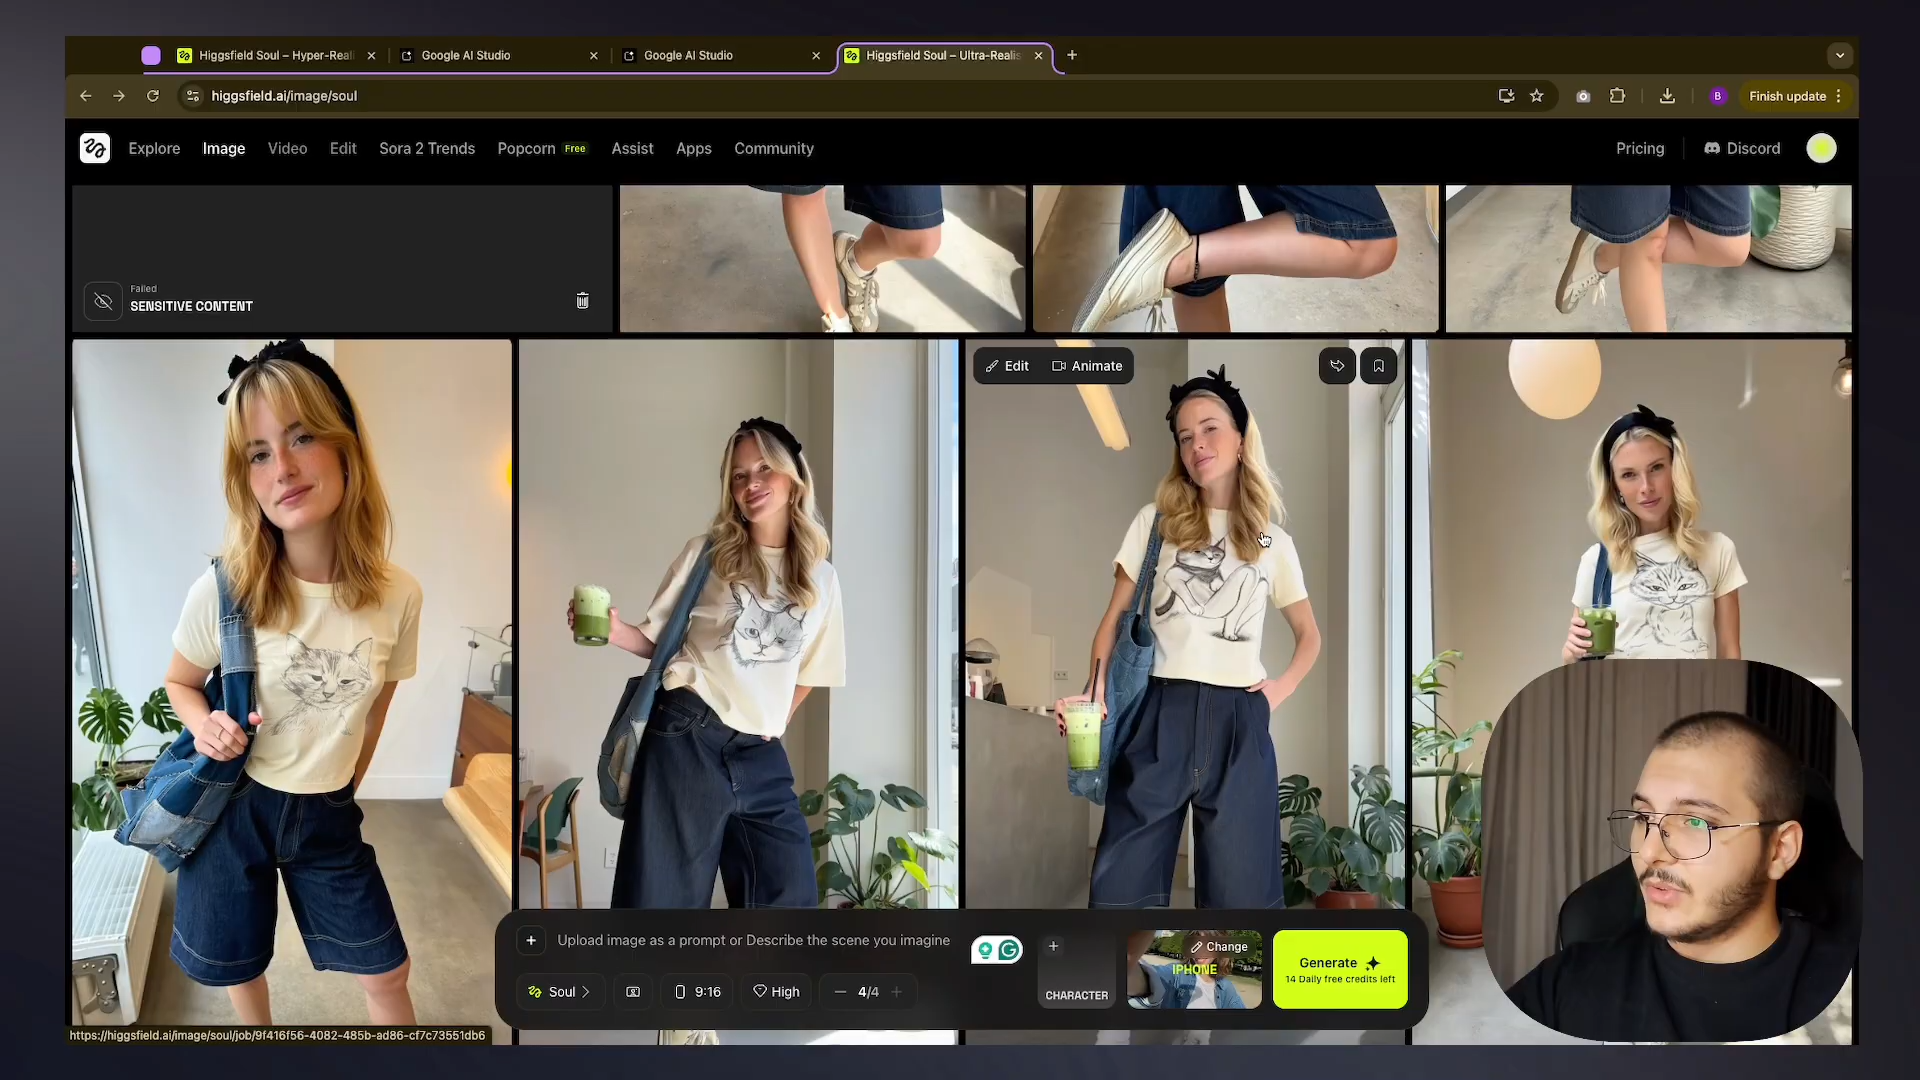 Higgsfield Soul – Hyper-Real
Google AI Studio
Google AI Studio
Higgsfield Soul – Ultra-Realis
higgsfield.ai/image/soul
B
Finish update
Explore
Image
Video
Edit
Sora 2 Trends
Popcorn Free
Assist
Apps
Community
Pricing
Discord
Failed
SENSITIVE CONTENT
Edit
Animate
Upload image as a prompt or Describe the scene you imagine
Soul
9:16
High
4/4
CHARACTER
Change
IPHONE
Generate
14 Daily free credits left
https://higgsfield.ai/image/soul/job/9f416f56-4082-485b-ad86-cf7c73551db6